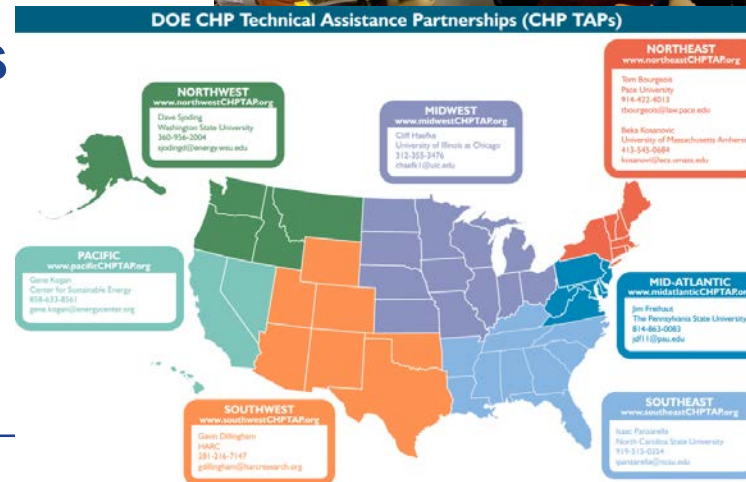 s
DOE CHP Technical Assistance Partnerships (CHP TAPs)
NORTHWEST
www.northwestCHPTAP.org
Dave Sjoding
Washington State University
360-956-2004
sjodingd@energy.wsu.edu
MIDWEST
www.midwestCHPTAP.org
Cliff Haefke
University of Illinois at Chicago
312-355-3476
chaefk1@uic.edu
NORTHEAST
www.northeastCHPTAP.org
Tom Bourgeois
Pace University
914-422-4013
tbourgeois@law.pace.edu
Beka Kosanovic
University of Massachusetts Amherst
413-545-0684
kosanovi@ecs.umass.edu
PACIFIC
www.pacificCHPTAP.org
Gene Kogan
Center for Sustainable Energy
858-633-8561
gene.kogan@energycenter.org
MID-ATLANTIC
www.midatlanticCHPTAP.or
Jim Freihaut
The Pennsylvania State University
814-863-0083
jdf11@psu.edu
SOUTHWEST
www.southwestCHPTAP.org
Gavin Dillingham
HARC
281-216-7147
gdillingham@harcresearch.org
SOUTHEAST
www.southeastCHPTAP.org
Isaac Panzarella
North Carolina State University
919-515-0354
ipanzarella@ncsu.edu